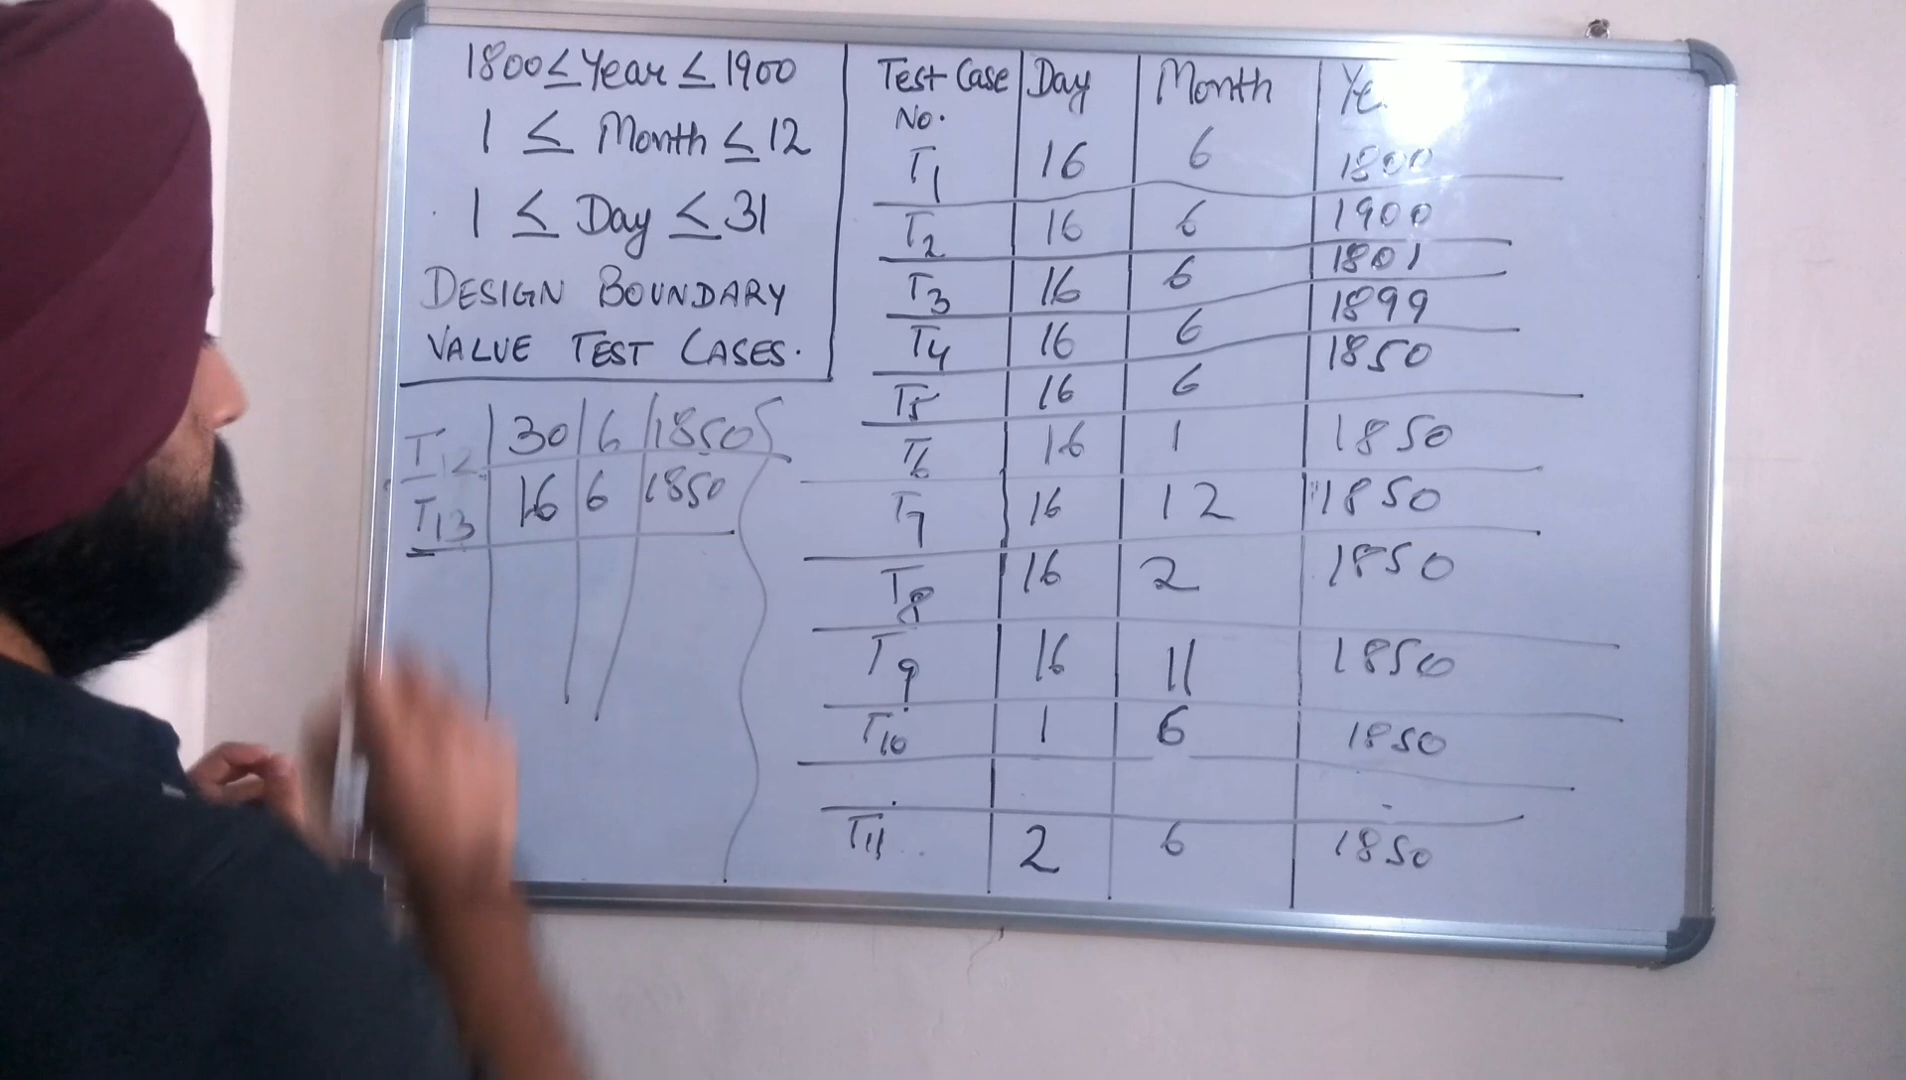 1800 ≤ Year ≤ 1900
1 ≤ Month ≤ 12
1 ≤ Day ≤ 31
DESIGN BOUNDARY
VALUE TEST CASES.
T12 30 6 1850
T13 16 6 1850
Test Case No. Day Month Ye
T1 16 6 1800
T2 16 6 1900
T3 16 6 1801
T4 16 6 1899
T5 16 6 1850
T6 16 1 1850
T7 16 12 1850
T8 16 2 1850
T9 16 11 1850
T10 1 6 1850
T11 2 6 1850